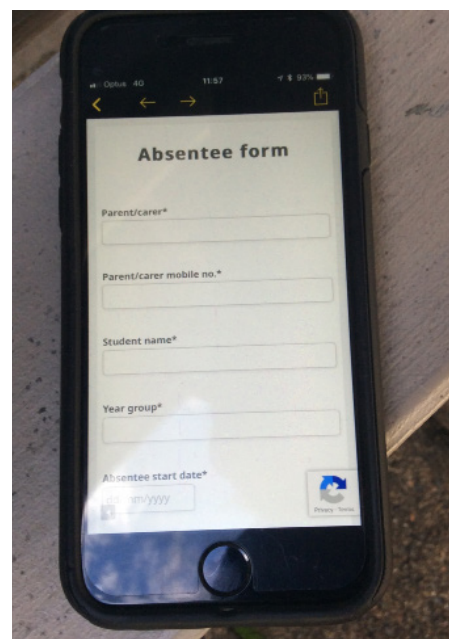 Optus 4G 11:57 93%
Absentee form
Parent/carer*
Parent/carer mobile no.*
Student name*
Year group*
Absentee start date*
dd/mm/yyyy
Privacy - Terms